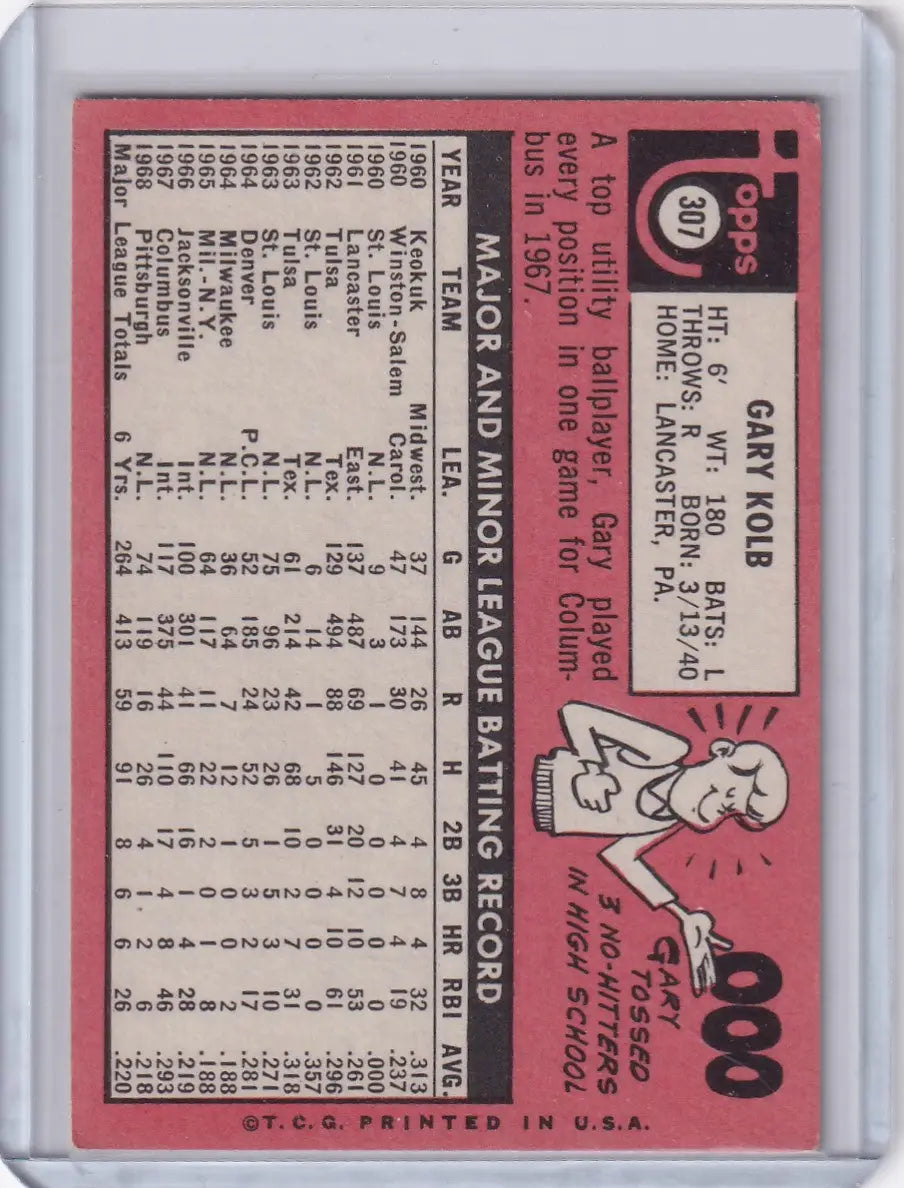 Topps
307
GARY KOLB
HT: 6' WT: 180 BATS: L
THROWS: R BORN: 3/13/40
HOME: LANCASTER, PA.
A top utility ballplayer, Gary played
every position in one game for Colum-
bus in 1967.
000
GARY
TOSSED
3 NO-HITTERS
IN HIGH SCHOOL
MAJOR AND MINOR LEAGUE BATTING RECORD
YEAR TEAM LEA. G AB R H 2B 3B HR RBI AVG.
1960 Keokuk Midwest. 37 144 26 45 4 8 4 32 .313
1960 Winston-Salem Carol. 47 173 30 41 4 7 4 19 .237
1960 St. Louis N.L. 9 3 1 0 0 0 0 0 .000
1961 Lancaster East. 137 487 69 127 20 12 10 53 .261
1962 Tulsa Tex. 129 494 88 146 31 4 10 61 .296
1962 St. Louis N.L. 6 14 1 5 0 0 0 0 .357
1963 Tulsa Tex. 61 214 42 68 10 2 7 31 .318
1963 St. Louis N.L. 75 96 23 26 1 5 3 10 .271
1964 Denver P.C.L. 52 185 24 52 5 3 2 17 .281
1964 Milwaukee N.L. 36 64 7 12 1 0 0 2 .188
1965 Mil.-N.Y. N.L. 64 117 11 22 2 0 1 8 .188
1966 Jacksonville Int. 100 301 41 66 16 1 4 28 .219
1967 Columbus Int. 117 375 44 110 17 4 8 46 .293
1968 Pittsburgh N.L. 74 119 16 26 4 1 2 6 .218
Major League Totals 6 Yrs. 264 413 59 91 8 6 6 26 .220
©T.C.G. PRINTED IN U.S.A.